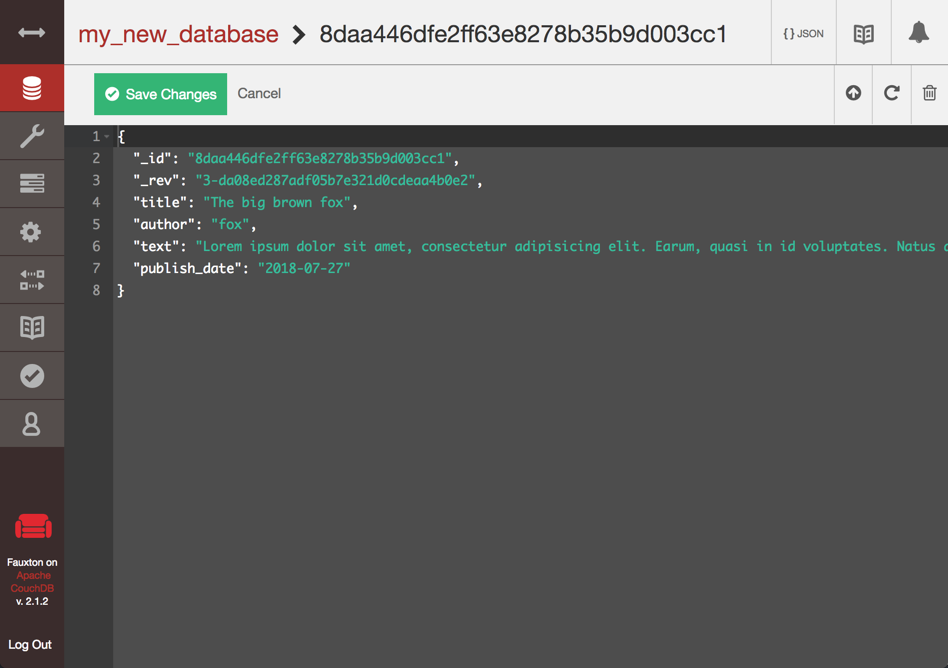 my_new_database > 8daa446dfe2ff63e8278b35b9d003cc1
{ } JSON
Save Changes
Cancel
1 {
2 "_id": "8daa446dfe2ff63e8278b35b9d003cc1",
3 "_rev": "3-da08ed287adf05b7e321d0cdeaa4b0e2",
4 "title": "The big brown fox",
5 "author": "fox",
6 "text": "Lorem ipsum dolor sit amet, consectetur adipisicing elit. Earum, quasi in id voluptates. Natus
7 "publish_date": "2018-07-27"
8 }
Fauxton on
Apache
CouchDB
v. 2.1.2
Log Out